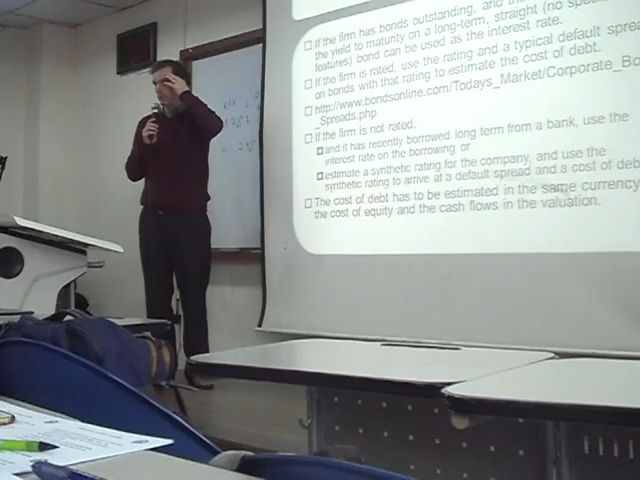 □ If the firm has bonds outstanding, and the
the yield to maturity on a long-term, straight (no spec
features) bond can be used as the interest rate.
□ If the firm is rated, use the rating and a typical default sprea
on bonds with that rating to estimate the cost of debt.
□ http://www.bondsonline.com/Todays_Market/Corporate_Bo
_Spreads.php
□ If the firm is not rated,
□ and it has recently borrowed long term from a bank, use the
interest rate on the borrowing or
□ estimate a synthetic rating for the company, and use the
synthetic rating to arrive at a default spread and a cost of deb
□ The cost of debt has to be estimated in the same currency
the cost of equity and the cash flows in the valuation.